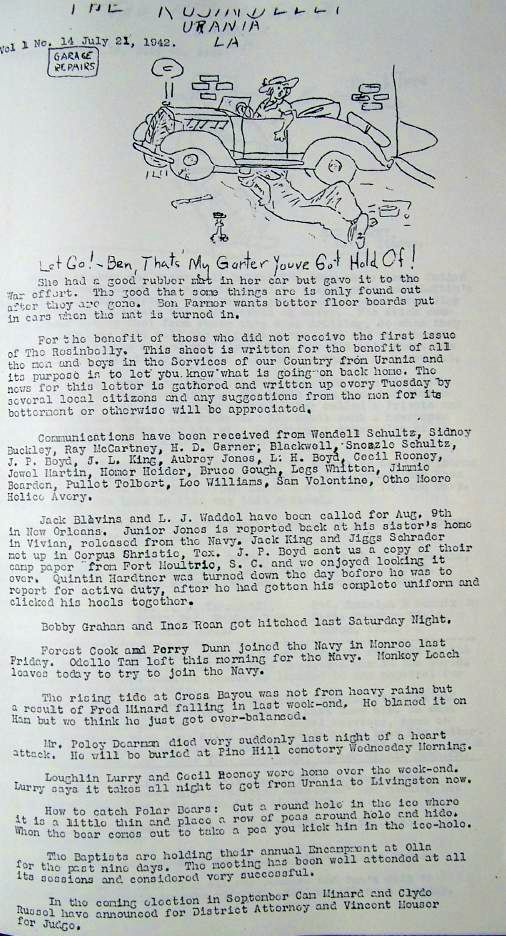 THE ROSINBELLY
URANIA
LA
Vol 1 No. 14 July 21, 1942.
GARAGE
REPAIRS
Let Go! - Ben, That's My Garter Youve Got Hold Of!
She had a good rubber mat in her car but gave it to the
War effort. The good that some things are is only found out
after they are gone. Ben Farmer wants better floor boards put
in cars when the mat is turned in.
For the benefit of those who did not receive the first issue
of The Rosinbelly. This sheet is written for the benefit of all
the men and boys in the Services of our Country from Urania and
its purpose is to let you know what is going on back home. The
news for this letter is gathered and written up every Tuesday by
several local citizens and any suggestions from the men for its
betterment or otherwise will be appreciated.
Communications have been received from Wendell Schultz, Sidney
Buckley, Ray McCartney, H. D. Garner, Blackwell, Snoazle Schultz,
J. P. Boyd, J. L. King, Aubrey Jones, L. H. Boyd, Cecil Rooney,
Jewel Martin, Homer Heider, Bruce Gough, Legs Whitten, Jimmie
Bearden, Pullet Tolbert, Lee Williams, San Valentine, Otho Moore
Helice Avery.
Jack Blevins and L. J. Waddel have been called for Aug. 9th
in New Orleans. Junior Jones is reported back at his sister's home
in Vivian, released from the Navy. Jack King and Jiggs Schrader
met up in Corpus Christie, Tex. J. P. Boyd sent us a copy of their
camp paper from Fort Moultrie, S. C. and we enjoyed looking it
over. Quintin Hardtner was turned down the day before he was to
report for active duty, after he had gotten his complete uniform and
clicked his heels together.
Bobby Graham and Inez Roan got hitched last Saturday Night.
Forest Cook and Perry Dunn joined the Navy in Monroe last
Friday. Odello Tam left this morning for the Navy. Monkey Leach
leaves today to try to join the Navy.
The rising tide at Cross Bayou was not from heavy rains but
a result of Fred Minard falling in last week-end. He blamed it on
Ham but we think he just got over-balanced.
Mr. Poley Dearmon died very suddenly last night of a heart
attack. He will be buried at Pine Hill cemetery Wednesday Morning.
Loughlin Lurry and Cecil Rooney were home over the week-end.
Lurry says it takes all night to get from Urania to Livingston now.
How to catch Polar Bears: Cut a round hole in the ice where
it is a little thin and place a row of peas around hole and hide.
When the bear comes out to take a pea you kick him in the ice-hole.
The Baptists are holding their annual Encampment at Olla
for the past nine days. The meeting has been well attended at all
its sessions and considered very successful.
In the coming election in September Cam Minard and Clyde
Russel have announced for District Attorney and Vincent Mouser
for Judge.